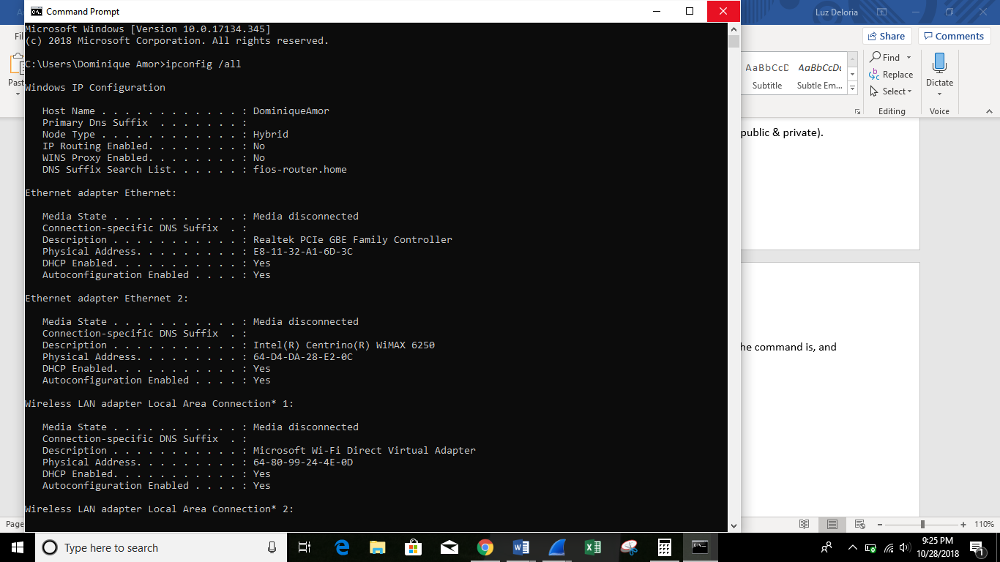 Command Prompt
Luz Deloria
Microsoft Windows [Version 10.0.17134.345]
(c) 2018 Microsoft Corporation. All rights reserved.
C:\Users\Dominique Amor>ipconfig /all
Windows IP Configuration
Host Name . . . . . . . . . . . . : DominiqueAmor
Primary Dns Suffix . . . . . . . :
Node Type . . . . . . . . . . . . : Hybrid
IP Routing Enabled. . . . . . . . : No
WINS Proxy Enabled. . . . . . . . : No
DNS Suffix Search List. . . . . . : fios-router.home
Ethernet adapter Ethernet:
Media State . . . . . . . . . . . : Media disconnected
Connection-specific DNS Suffix . :
Description . . . . . . . . . . . : Realtek PCIe GBE Family Controller
Physical Address. . . . . . . . . : E8-11-32-A1-6D-3C
DHCP Enabled. . . . . . . . . . . : Yes
Autoconfiguration Enabled . . . . : Yes
Ethernet adapter Ethernet 2:
Media State . . . . . . . . . . . : Media disconnected
Connection-specific DNS Suffix . :
Description . . . . . . . . . . . : Intel(R) Centrino(R) WiMAX 6250
Physical Address. . . . . . . . . : 64-D4-DA-28-E2-0C
DHCP Enabled. . . . . . . . . . . : Yes
Autoconfiguration Enabled . . . . : Yes
Wireless LAN adapter Local Area Connection* 1:
Media State . . . . . . . . . . . : Media disconnected
Connection-specific DNS Suffix . :
Description . . . . . . . . . . . : Microsoft Wi-Fi Direct Virtual Adapter
Physical Address. . . . . . . . . : 64-80-99-24-4E-0D
DHCP Enabled. . . . . . . . . . . : Yes
Autoconfiguration Enabled . . . . : Yes
Wireless LAN adapter Local Area Connection* 2:
Fi
Past
Share
Comments
AaBbCcD AaBbCcDc
Subtitle Subtle Em...
Find
Replace
Select
Editing
Dictate
Voice
public & private).
he command is, and
Page
110%
Type here to search
9:25 PM
10/28/2018
1